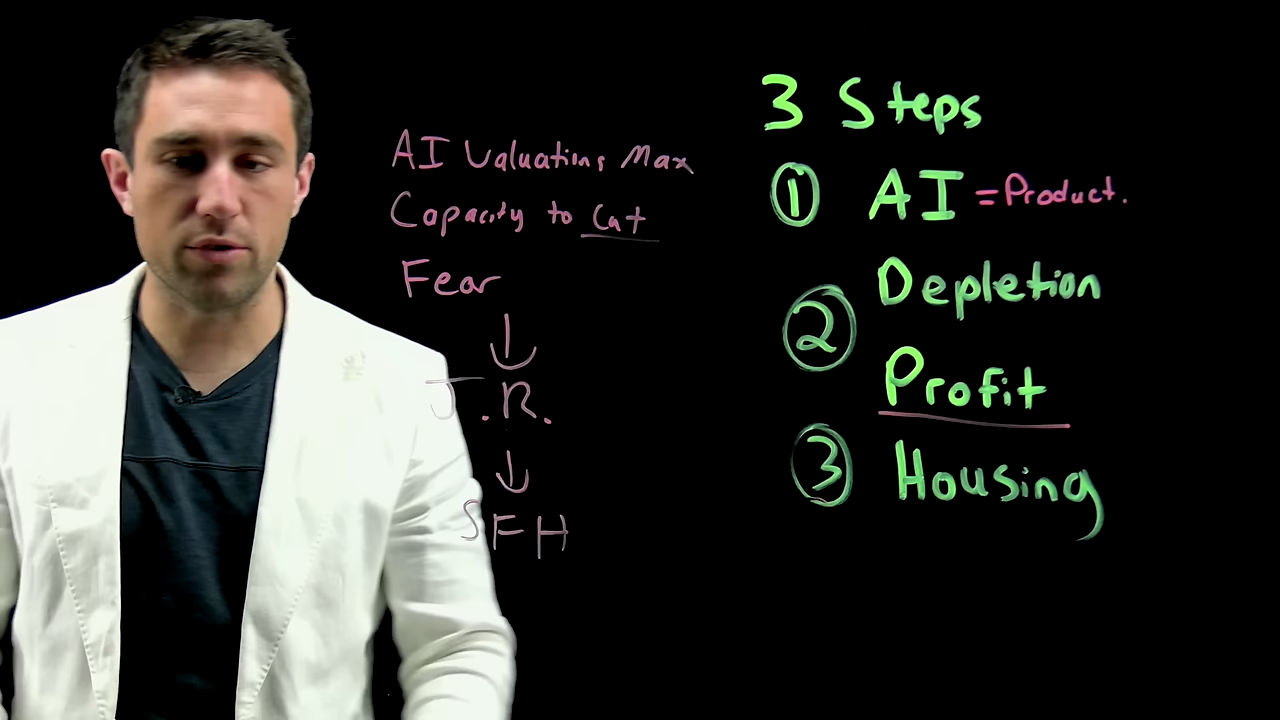 AI Valuations Max
Capacity to Cut
Fear
↓
I.R.
↓
SFH
3 Steps
① AI = Product.
② Depletion
Profit
③ Housing